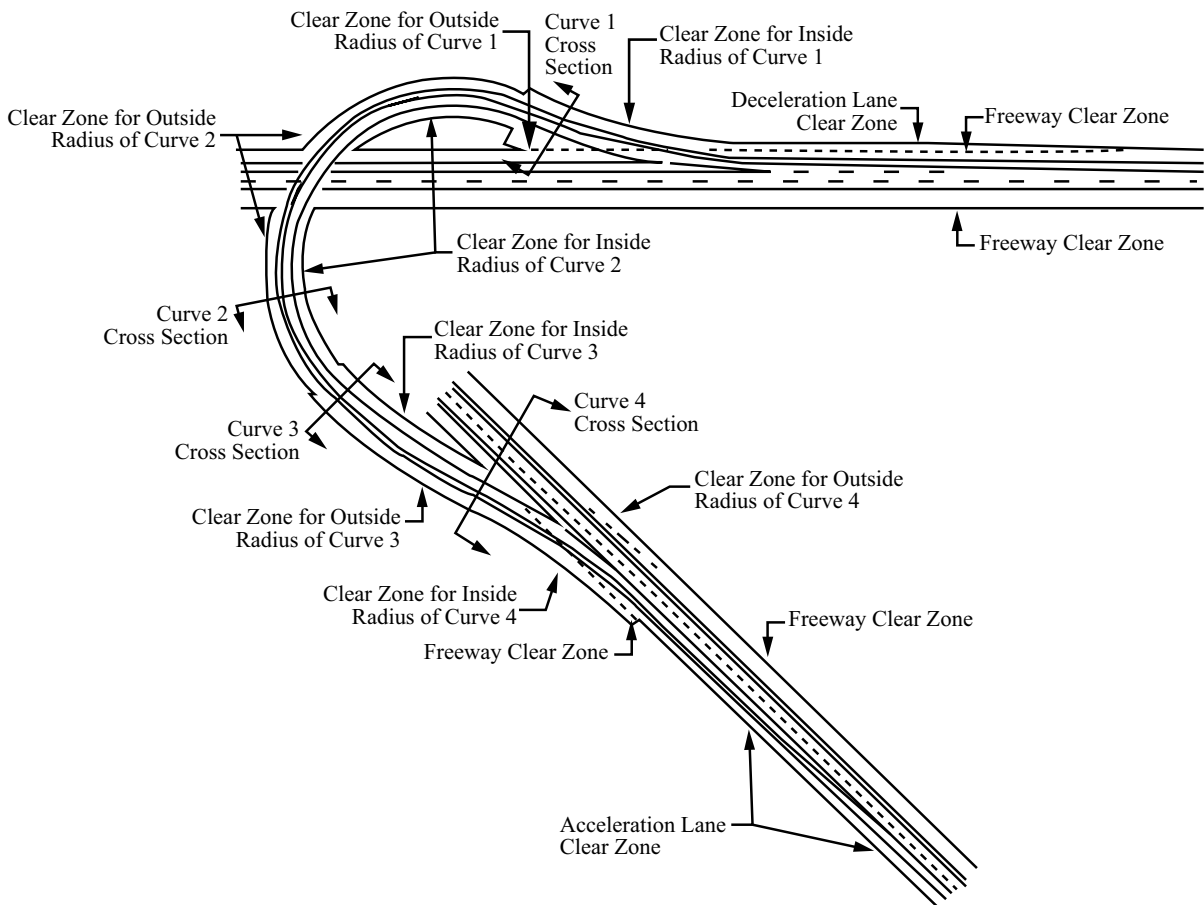 Clear Zone for Outside
Radius of Curve 1
Curve 1
Cross
Section
Clear Zone for Inside
Radius of Curve 1
Deceleration Lane
Clear Zone
Freeway Clear Zone
Clear Zone for Outside
Radius of Curve 2
Clear Zone for Inside
Radius of Curve 2
Freeway Clear Zone
Curve 2
Cross Section
Clear Zone for Inside
Radius of Curve 3
Curve 4
Cross Section
Curve 3
Cross Section
Clear Zone for Outside
Radius of Curve 4
Clear Zone for Outside
Radius of Curve 3
Clear Zone for Inside
Radius of Curve 4
Freeway Clear Zone
Freeway Clear Zone
Acceleration Lane
Clear Zone